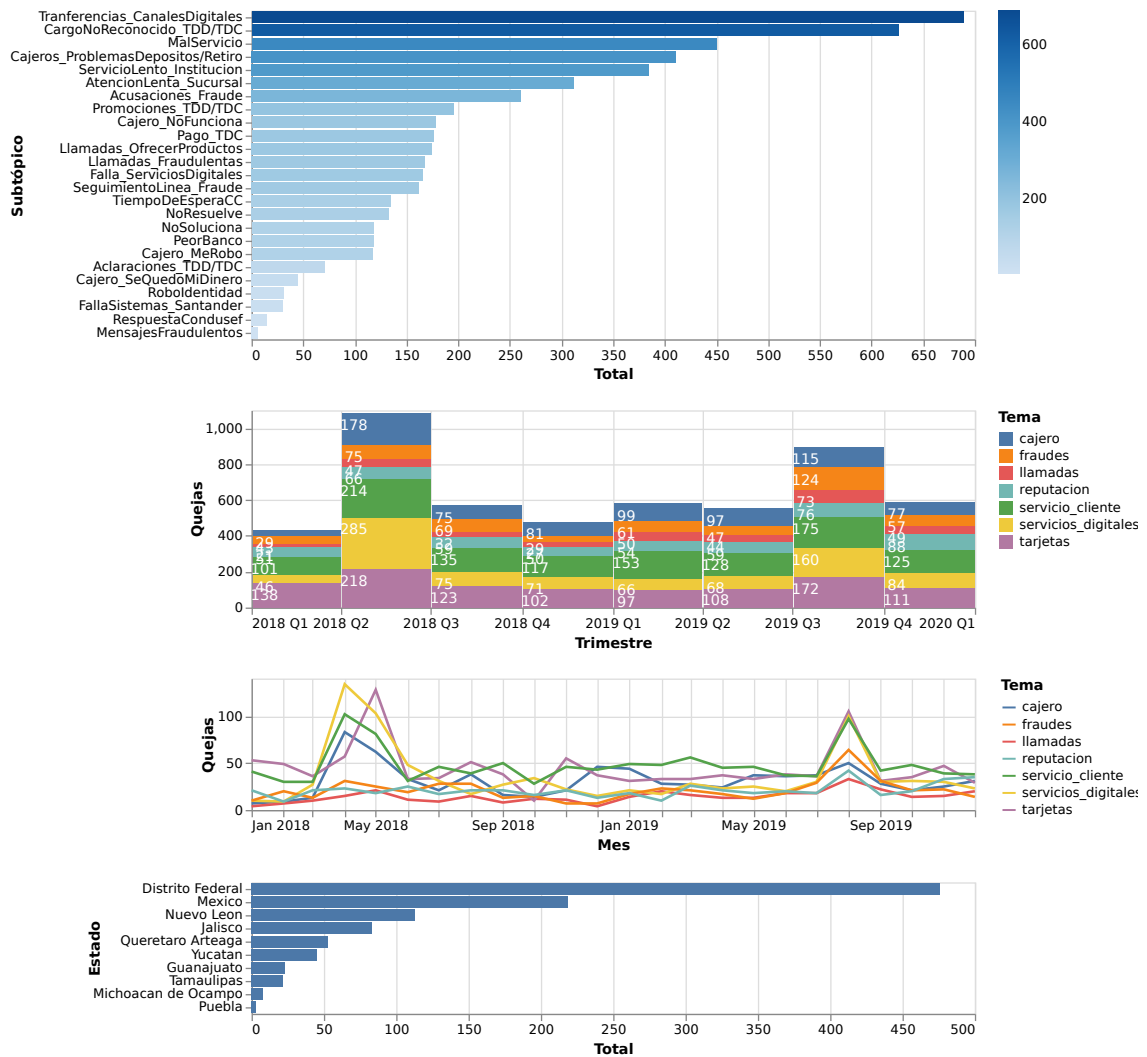 Subtópico
Tranferencias_CanalesDigitales
CargoNoReconocido_TDD/TDC
MalServicio
Cajeros_ProblemasDepositos/Retiro
ServicioLento_Institucion
AtencionLenta_Sucursal
Acusaciones_Fraude
Promociones_TDD/TDC
Cajero_NoFunciona
Pago_TDC
Llamadas_OfrecerProductos
Llamadas_Fraudulentas
Falla_ServiciosDigitales
SeguimientoLinea_Fraude
TiempoDeEsperaCC
NoResuelve
NoSoluciona
PeorBanco
Cajero_MeRobo
Aclaraciones_TDD/TDC
Cajero_SeQuedoMiDinero
RoboIdentidad
FallaSistemas_Santander
RespuestaCondusef
MensajesFraudulentos
0 50 100 150 200 250 300 350 400 450 500 550 600 650 700
Total
600
400
200
Quejas
1,000
800
600
400
200
0
29
101
46
138
178
75
47
66
214
285
218
75
69
59
135
75
123
81
117
71
102
99
61
50
54
153
66
97
97
47
128
68
108
115
124
73
76
175
160
172
77
57
49
88
125
84
111
2018 Q1 2018 Q2 2018 Q3 2018 Q4 2019 Q1 2019 Q2 2019 Q3 2019 Q4 2020 Q1
Trimestre
Tema
cajero
fraudes
llamadas
reputacion
servicio_cliente
servicios_digitales
tarjetas
Quejas
100
50
0
Jan 2018 May 2018 Sep 2018 Jan 2019 May 2019 Sep 2019
Mes
Tema
cajero
fraudes
llamadas
reputacion
servicio_cliente
servicios_digitales
tarjetas
Estado
Distrito Federal
Mexico
Nuevo Leon
Jalisco
Queretaro Arteaga
Yucatan
Guanajuato
Tamaulipas
Michoacan de Ocampo
Puebla
0 50 100 150 200 250 300 350 400 450 500
Total